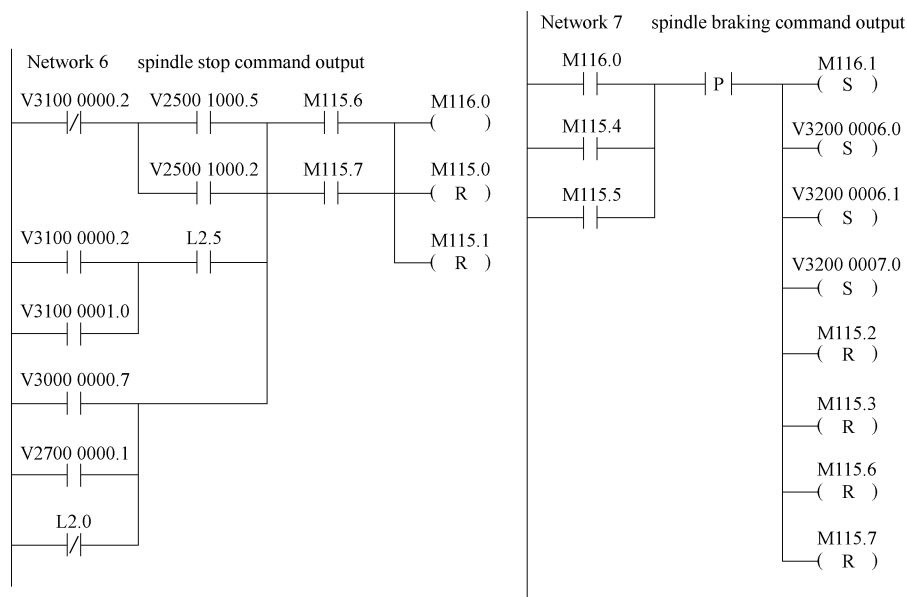 Network 6 spindle stop command output
V3100 0000.2 V2500 1000.5 M115.6 M116.0
V2500 1000.2 M115.7 M115.0
R
V3100 0000.2 L2.5 M115.1
R
V3100 0001.0
V3000 0000.7
V2700 0000.1
L2.0
Network 7 spindle braking command output
M116.0 M116.1
P S
M115.4 V3200 0006.0
S
M115.5 V3200 0006.1
S
V3200 0007.0
S
M115.2
R
M115.3
R
M115.6
R
M115.7
R